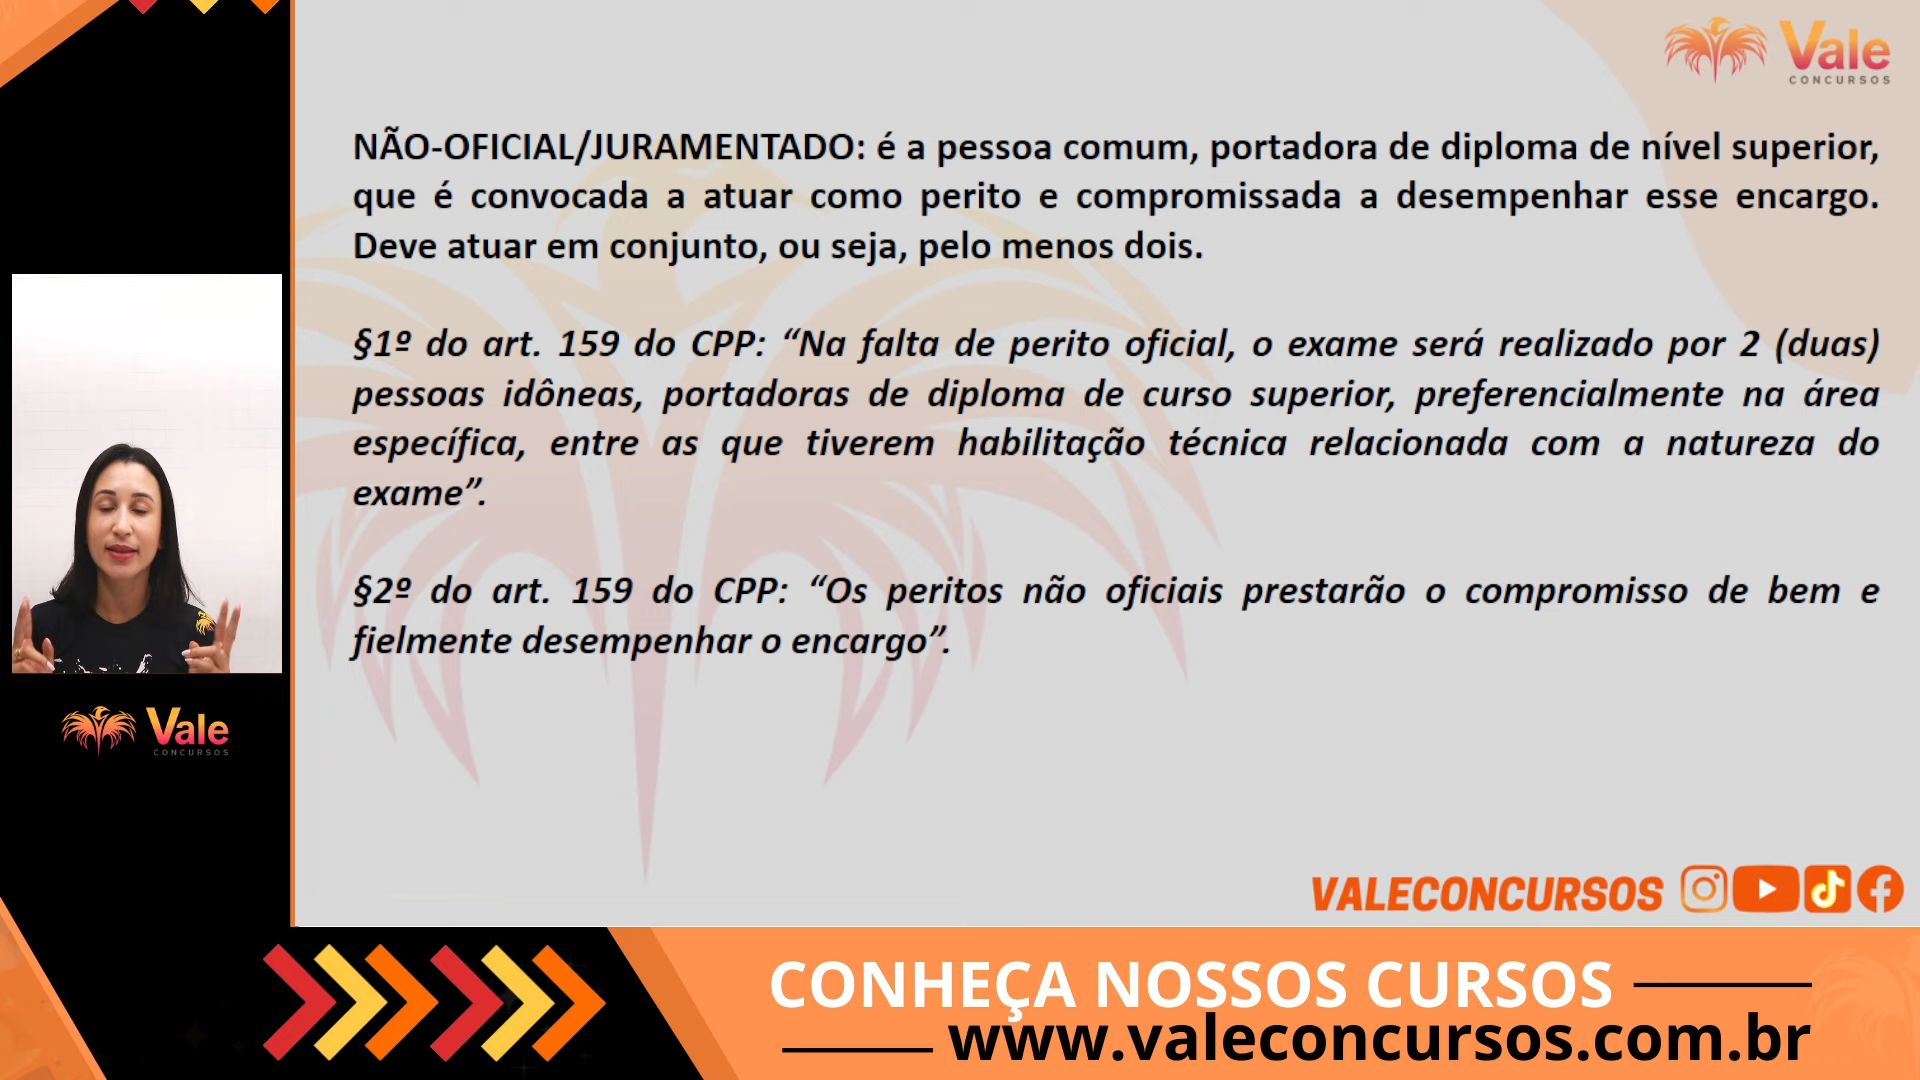 Vale
CONCURSOS
NÃO-OFICIAL/JURAMENTADO: é a pessoa comum, portadora de diploma de nível superior,
que é convocada a atuar como perito e compromissada a desempenhar esse encargo.
Deve atuar em conjunto, ou seja, pelo menos dois.
§1º do art. 159 do CPP: “Na falta de perito oficial, o exame será realizado por 2 (duas)
pessoas idôneas, portadoras de diploma de curso superior, preferencialmente na área
específica, entre as que tiverem habilitação técnica relacionada com a natureza do
exame”.
§2º do art. 159 do CPP: “Os peritos não oficiais prestarão o compromisso de bem e
fielmente desempenhar o encargo”.
Vale
CONCURSOS
VALECONCURSOS
CONHEÇA NOSSOS CURSOS
www.valeconcursos.com.br